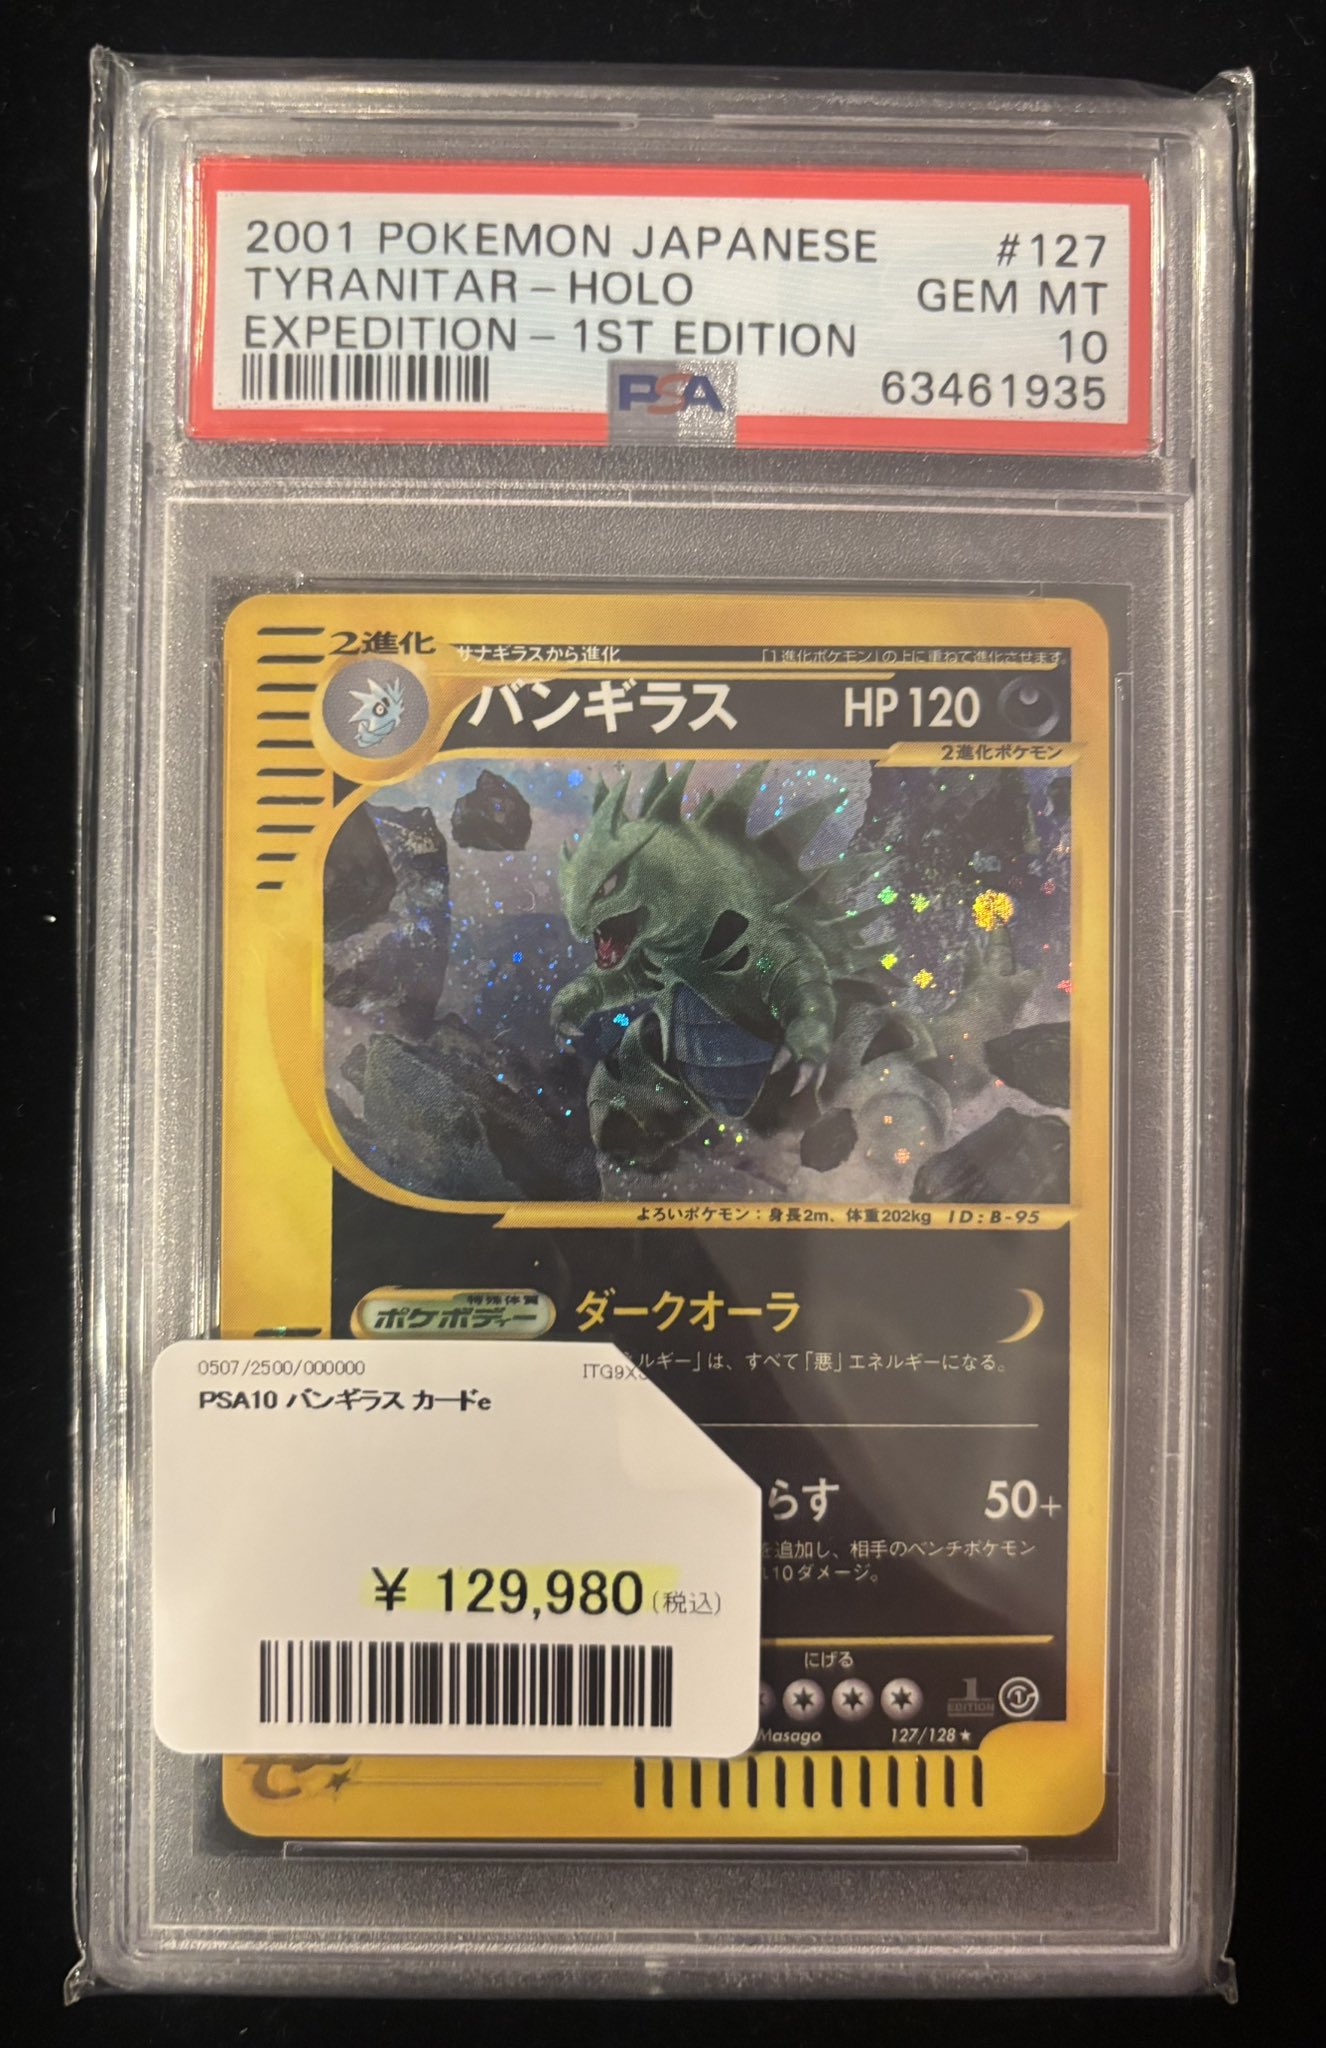 2001 POKEMON JAPANESE #127
TYRANITAR - HOLO GEM MT
EXPEDITION - 1ST EDITION 10
PSA 63461935
2進化
サナギラスから進化 「1進化ポケモン」の上に重ねて進化させます。
バンギラス HP120
2進化ポケモン
よろいポケモン：身長2m、体重202kg ID：B-95
特殊体質
ポケボディー ダークオーラ
ルギー」は、すべて「悪」エネルギーになる。
0507/2500/000000 ITG9X
PSA10 バンギラス カードe
らす 50+
を追加し、相手のベンチポケモン
10ダメージ。
¥ 129,980(税込)
にげる
1 EDITION
Masago 127/128★